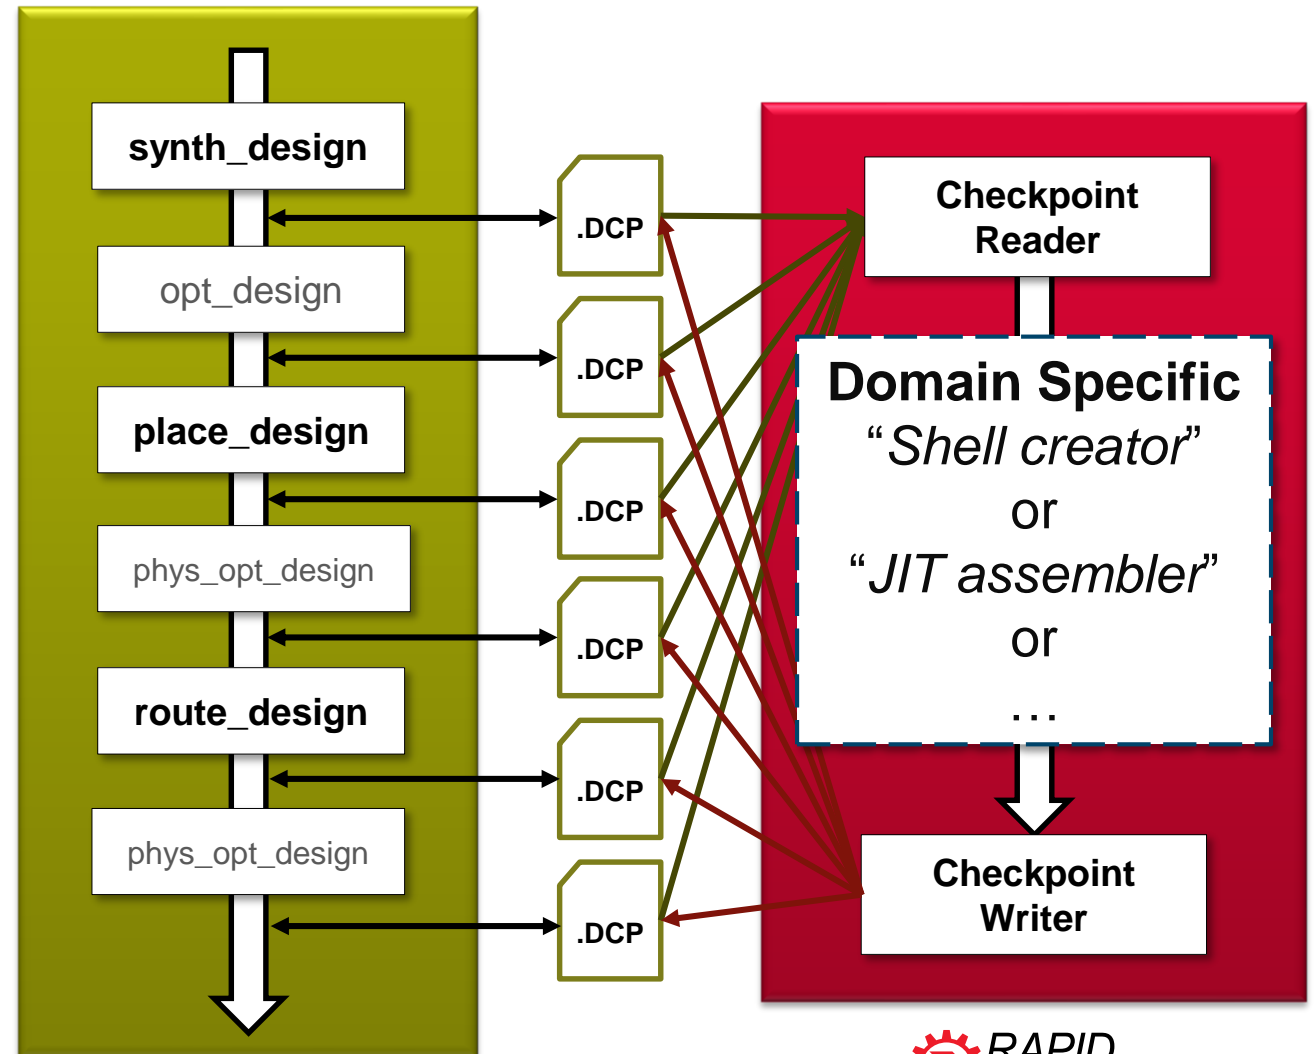 synth_design
opt_design
place_design
phys_opt_design
route_design
phys_opt_design
.DCP
.DCP
.DCP
.DCP
.DCP
.DCP
Checkpoint
Reader
Domain Specific
“Shell creator”
or
“JIT assembler”
or
…
Checkpoint
Writer
RAPID